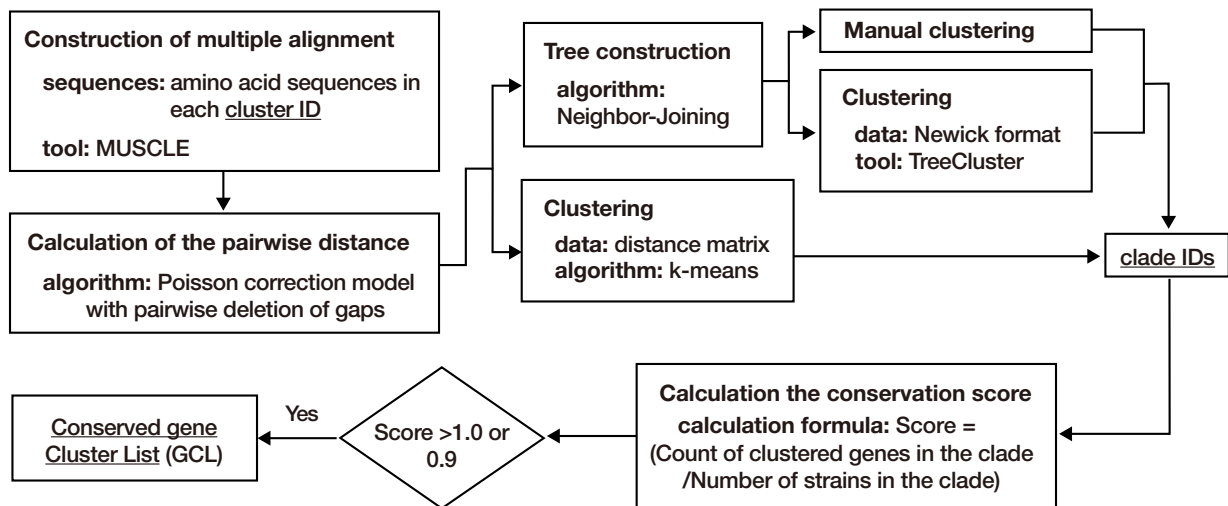 Construction of multiple alignment
sequences: amino acid sequences in
each cluster ID
tool: MUSCLE
Calculation of the pairwise distance
algorithm: Poisson correction model
with pairwise deletion of gaps
Tree construction
algorithm:
Neighbor-Joining
Clustering
data: distance matrix
algorithm: k-means
Manual clustering
Clustering
data: Newick format
tool: TreeCluster
clade IDs
Calculation the conservation score
calculation formula: Score =
(Count of clustered genes in the clade
/Number of strains in the clade)
Score >1.0 or
0.9
Yes
Conserved gene
Cluster List (GCL)